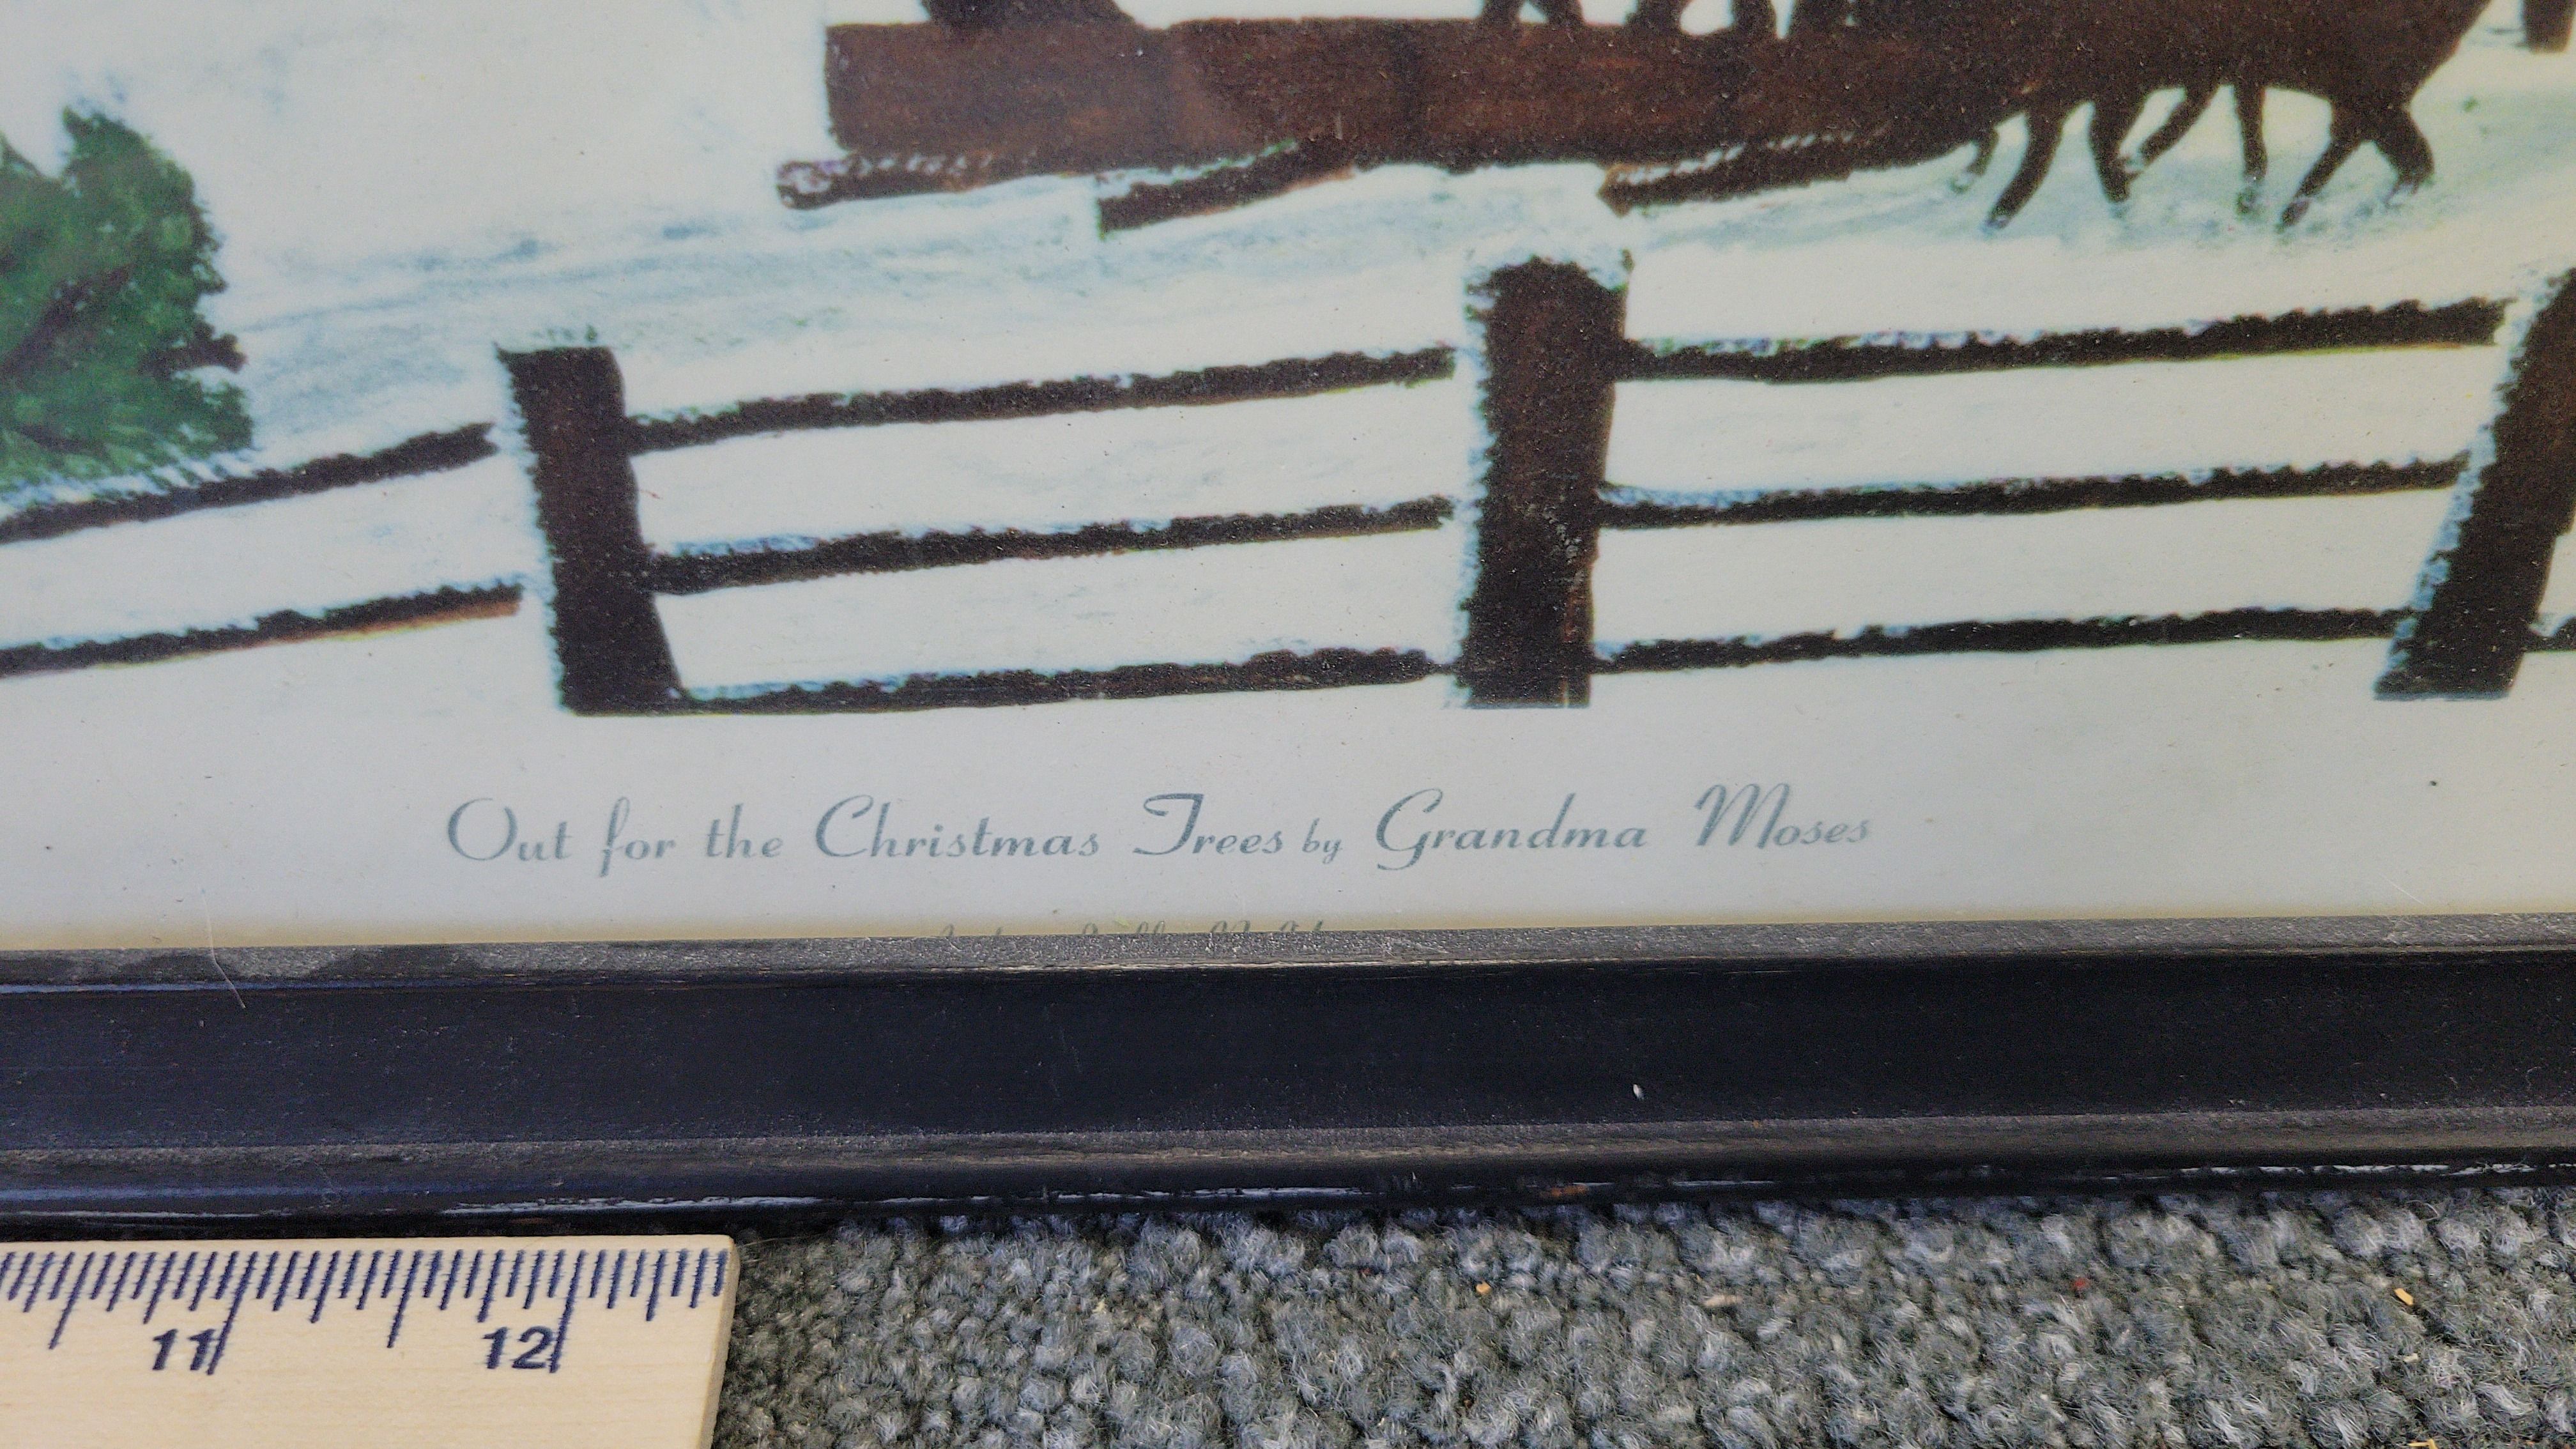 Out for the Christmas Trees by Grandma Moses
11 12